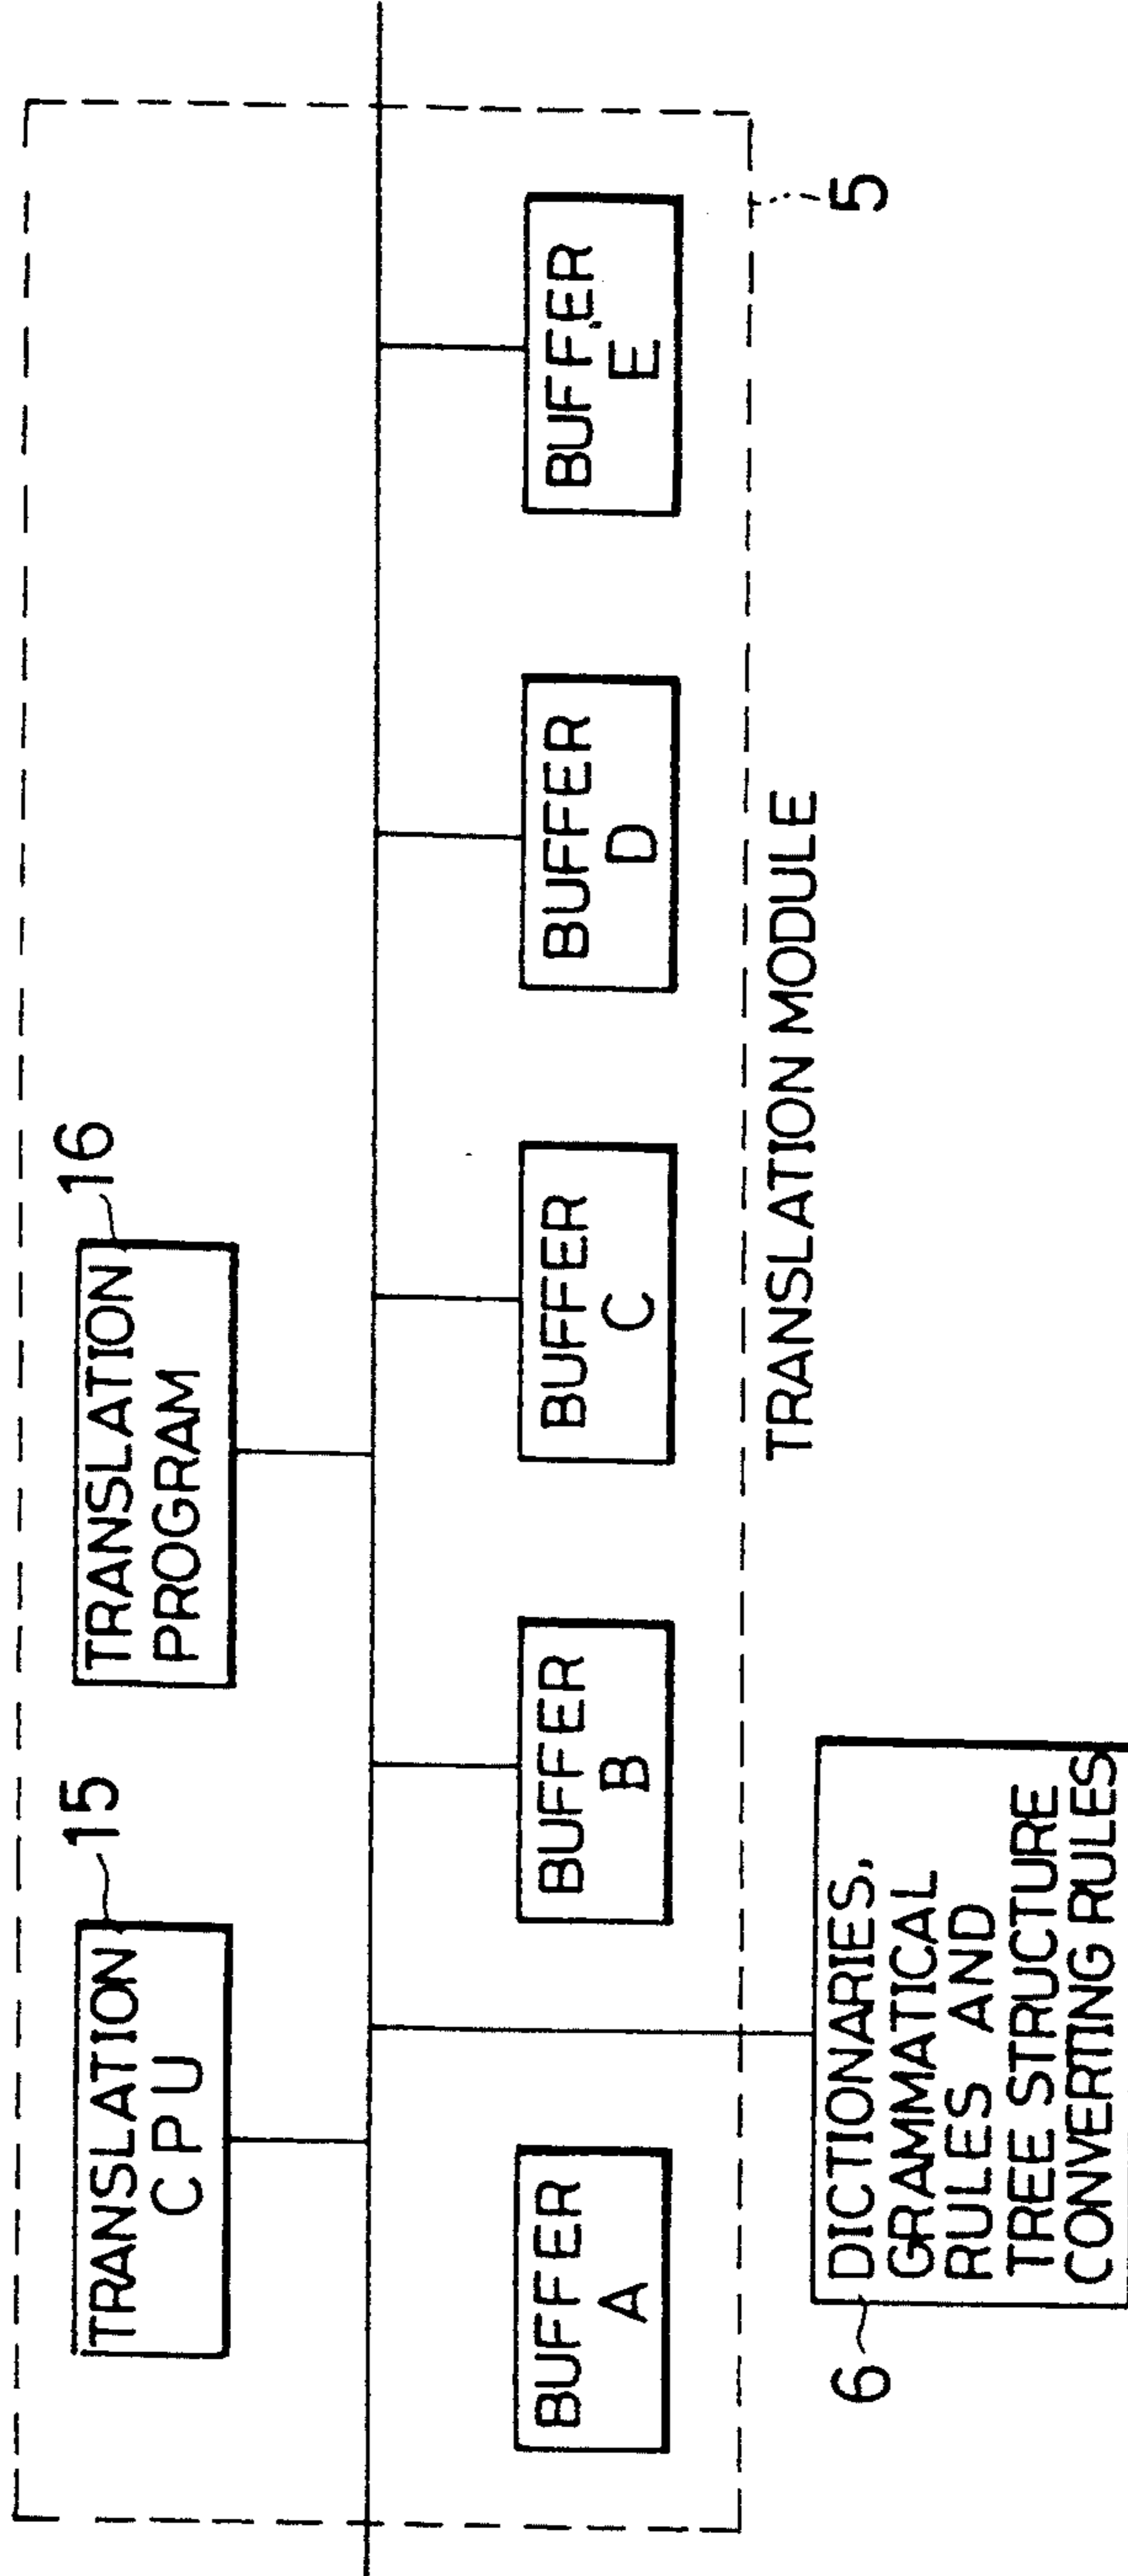 15
TRANSLATION
CPU
16
TRANSLATION
PROGRAM
BUFFER
A
BUFFER
B
BUFFER
C
BUFFER
D
BUFFER
E
5
TRANSLATION MODULE
6
DICTIONARIES,
GRAMMATICAL
RULES AND
TREE STRUCTURE
CONVERTING RULES